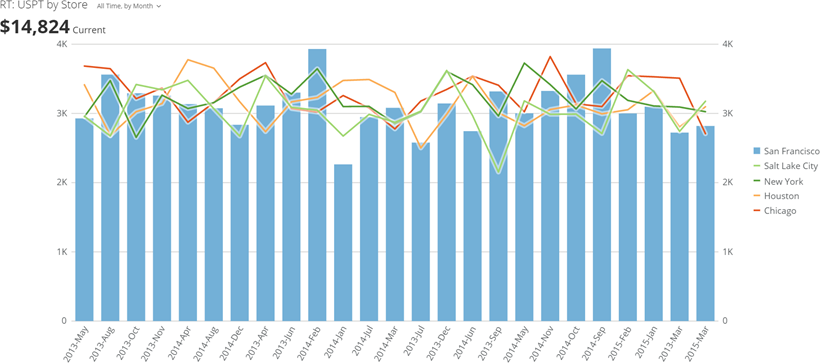 RT: USPT by Store All Time, by Month
$14,824 Current
4K 4K
3K 3K
2K 2K
1K 1K
0 0
San Francisco
Salt Lake City
New York
Houston
Chicago
2013-May 2013-Aug 2013-Oct 2013-Nov 2014-Apr 2014-Aug 2014-Dec 2013-Apr 2013-Jun 2014-Feb 2014-Jan 2014-Jul 2014-Mar 2013-Jul 2013-Dec 2014-Jun 2013-Sep 2014-May 2014-Nov 2014-Oct 2014-Sep 2015-Feb 2015-Jan 2013-Mar 2015-Mar